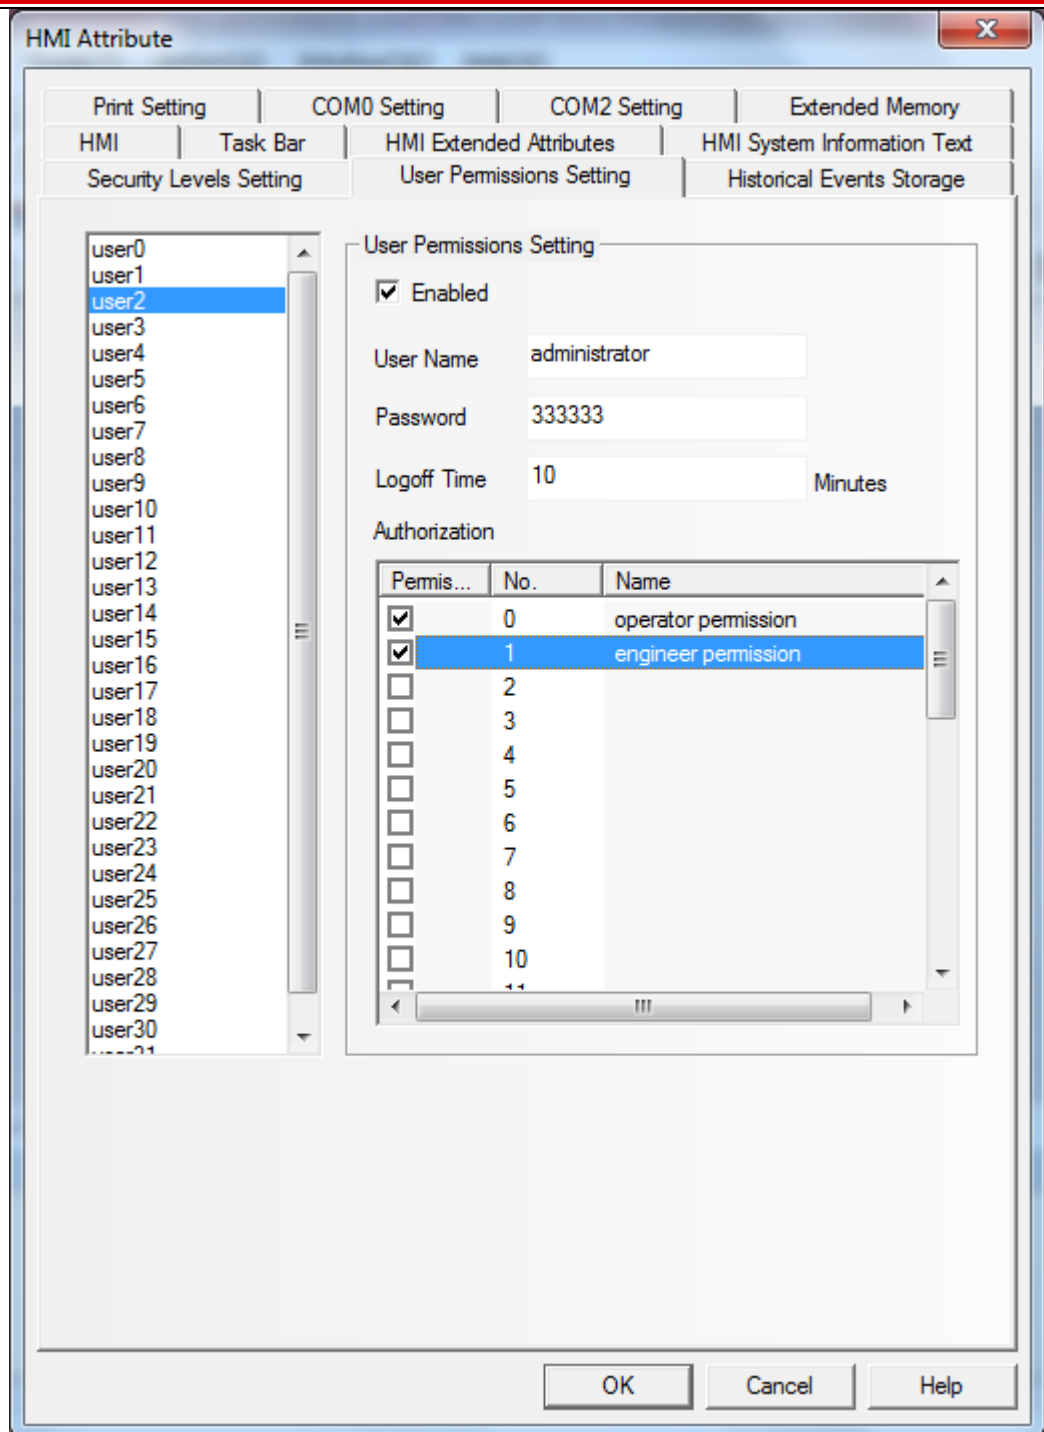 HMI Attribute
Print Setting COM0 Setting COM2 Setting Extended Memory
HMI Task Bar HMI Extended Attributes HMI System Information Text
Security Levels Setting User Permissions Setting Historical Events Storage
user0
user1
user2
user3
user4
user5
user6
user7
user8
user9
user10
user11
user12
user13
user14
user15
user16
user17
user18
user19
user20
user21
user22
user23
user24
user25
user26
user27
user28
user29
user30
user31
User Permissions Setting
Enabled
User Name administrator
Password 333333
Logoff Time 10 Minutes
Authorization
Permis... No. Name
0 operator permission
1 engineer permission
2
3
4
5
6
7
8
9
10
11
OK Cancel Help